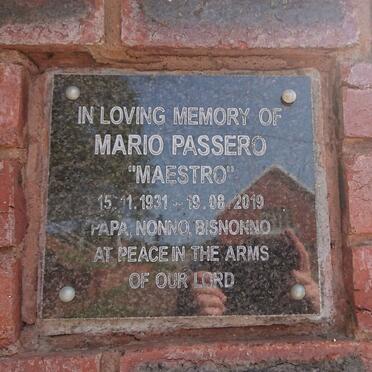 IN LOVING MEMORY OF
MARIO PASSERO
"MAESTRO"
15.11.1931 - 19.08.2019
PAPA, NONNO, BISNONNO
AT PEACE IN THE ARMS
OF OUR LORD